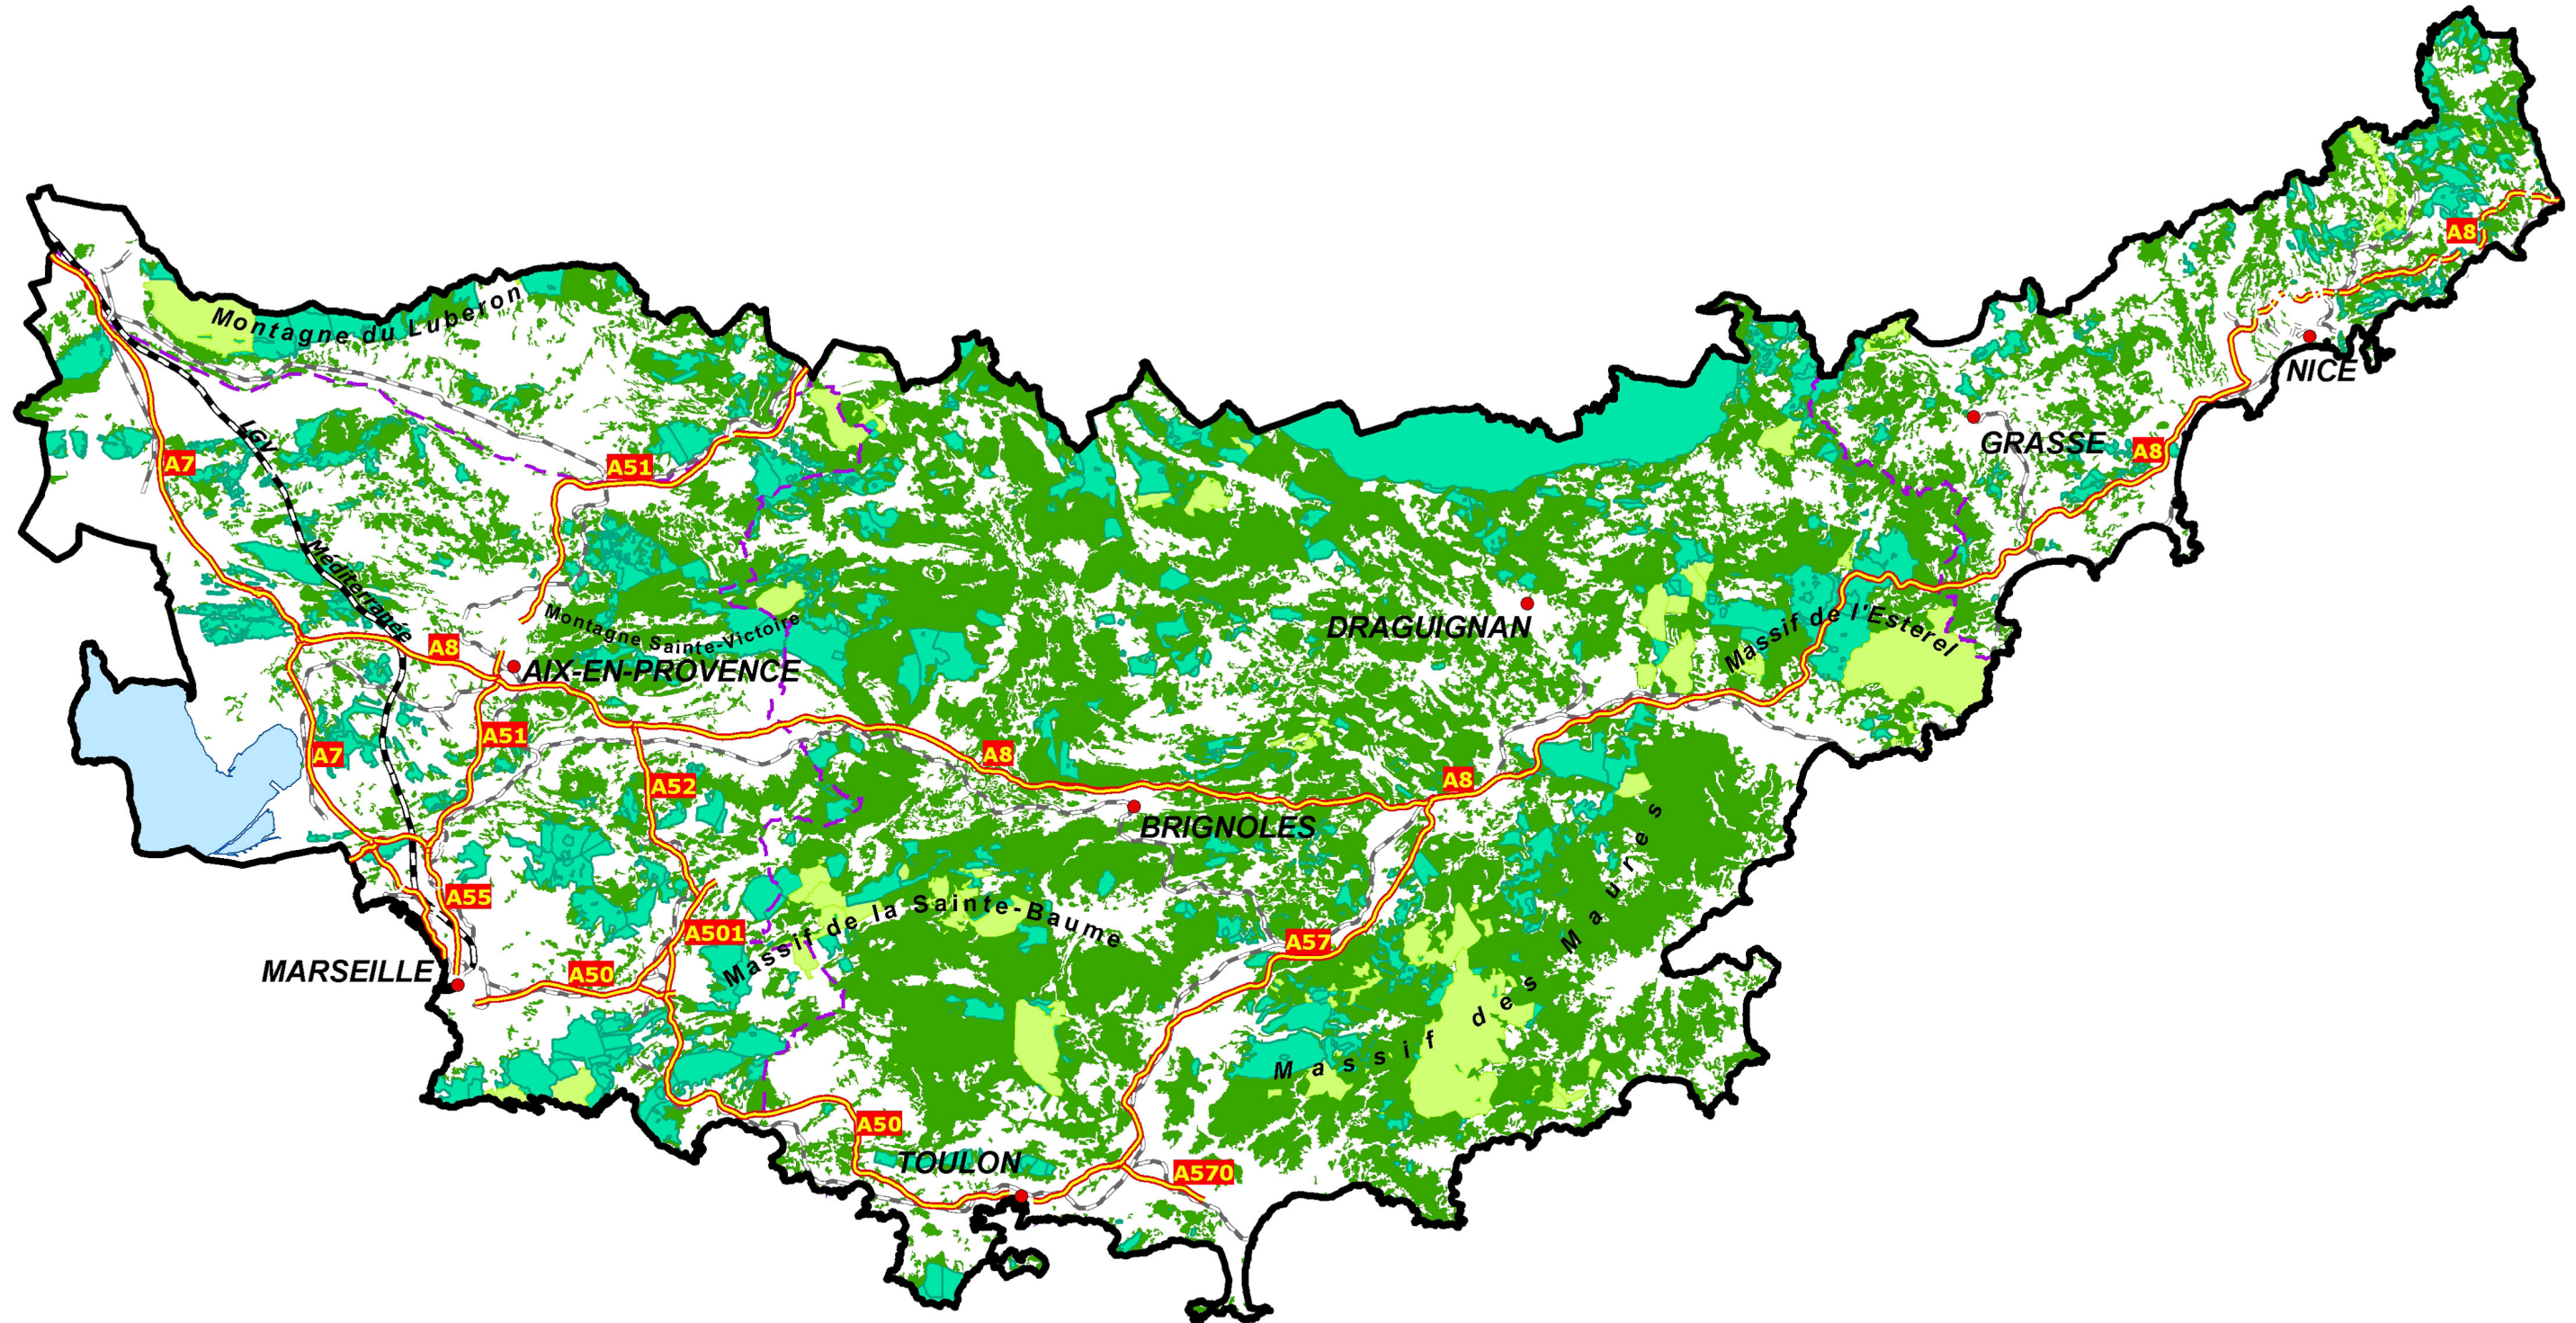 A8
Montagne du Luberon
NICE
GRASSE
LGV
A8
A7
A51
Méditerranée
Montagne Sainte-Victoire
DRAGUIGNAN
Massif de l'Esterel
A8
AIX-EN-PROVENCE
A51
A7
A8
A52
A8
BRIGNOLES
A55
Massif de la Sainte-Baume
A501
A57
MARSEILLE
A50
Massif des Maures
A50
TOULON
A570